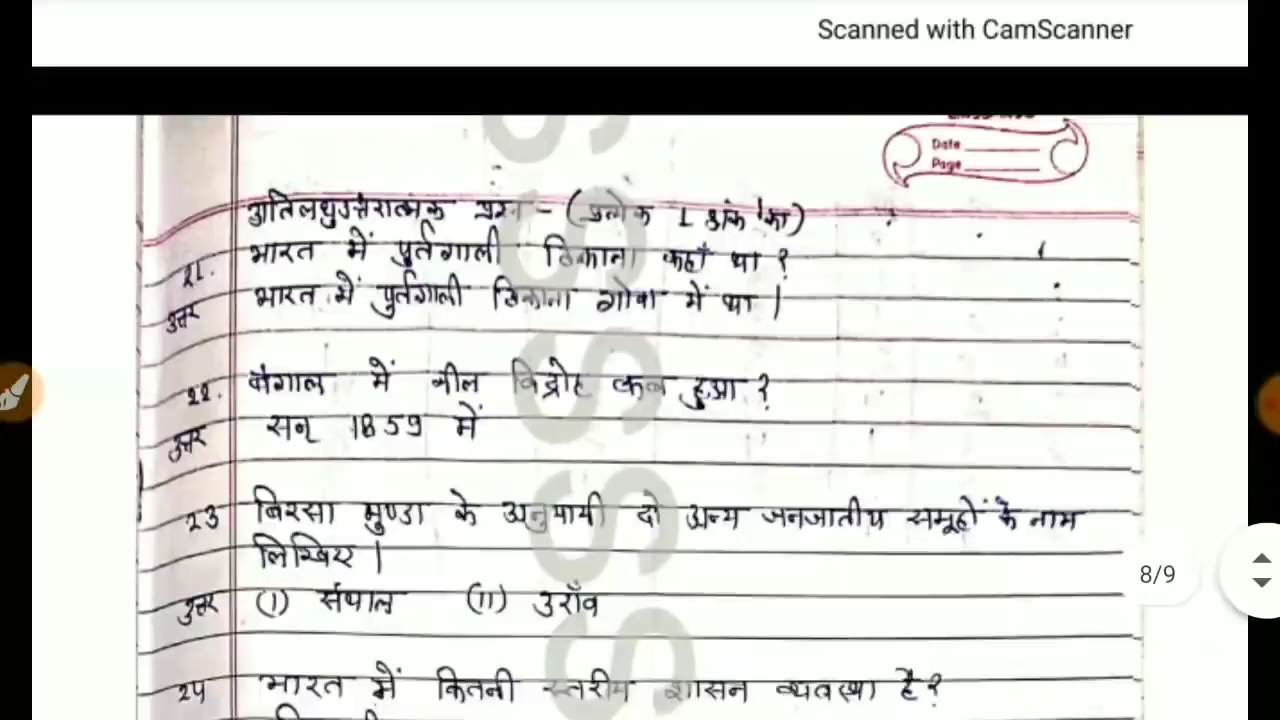 Scanned with CamScanner
Date
Page
अतिलघुउत्तरात्मक प्रश्न - (प्रत्येक 1 अंक का)
21. भारत में पुर्तगाली ठिकाना कहाँ था ?
उत्तर भारत में पुर्तगाली ठिकाना गोवा में था |
22. बंगाल में नील विद्रोह कब हुआ ?
उत्तर सन् 1859 में
23 बिरसा मुण्डा के अनुयायी दो अन्य जनजातीय समूहों के नाम
लिखिए |
उत्तर (i) संथाल (ii) उराँव
8/9
24 भारत में कितनी स्तरीय शासन व्यवस्था है ?